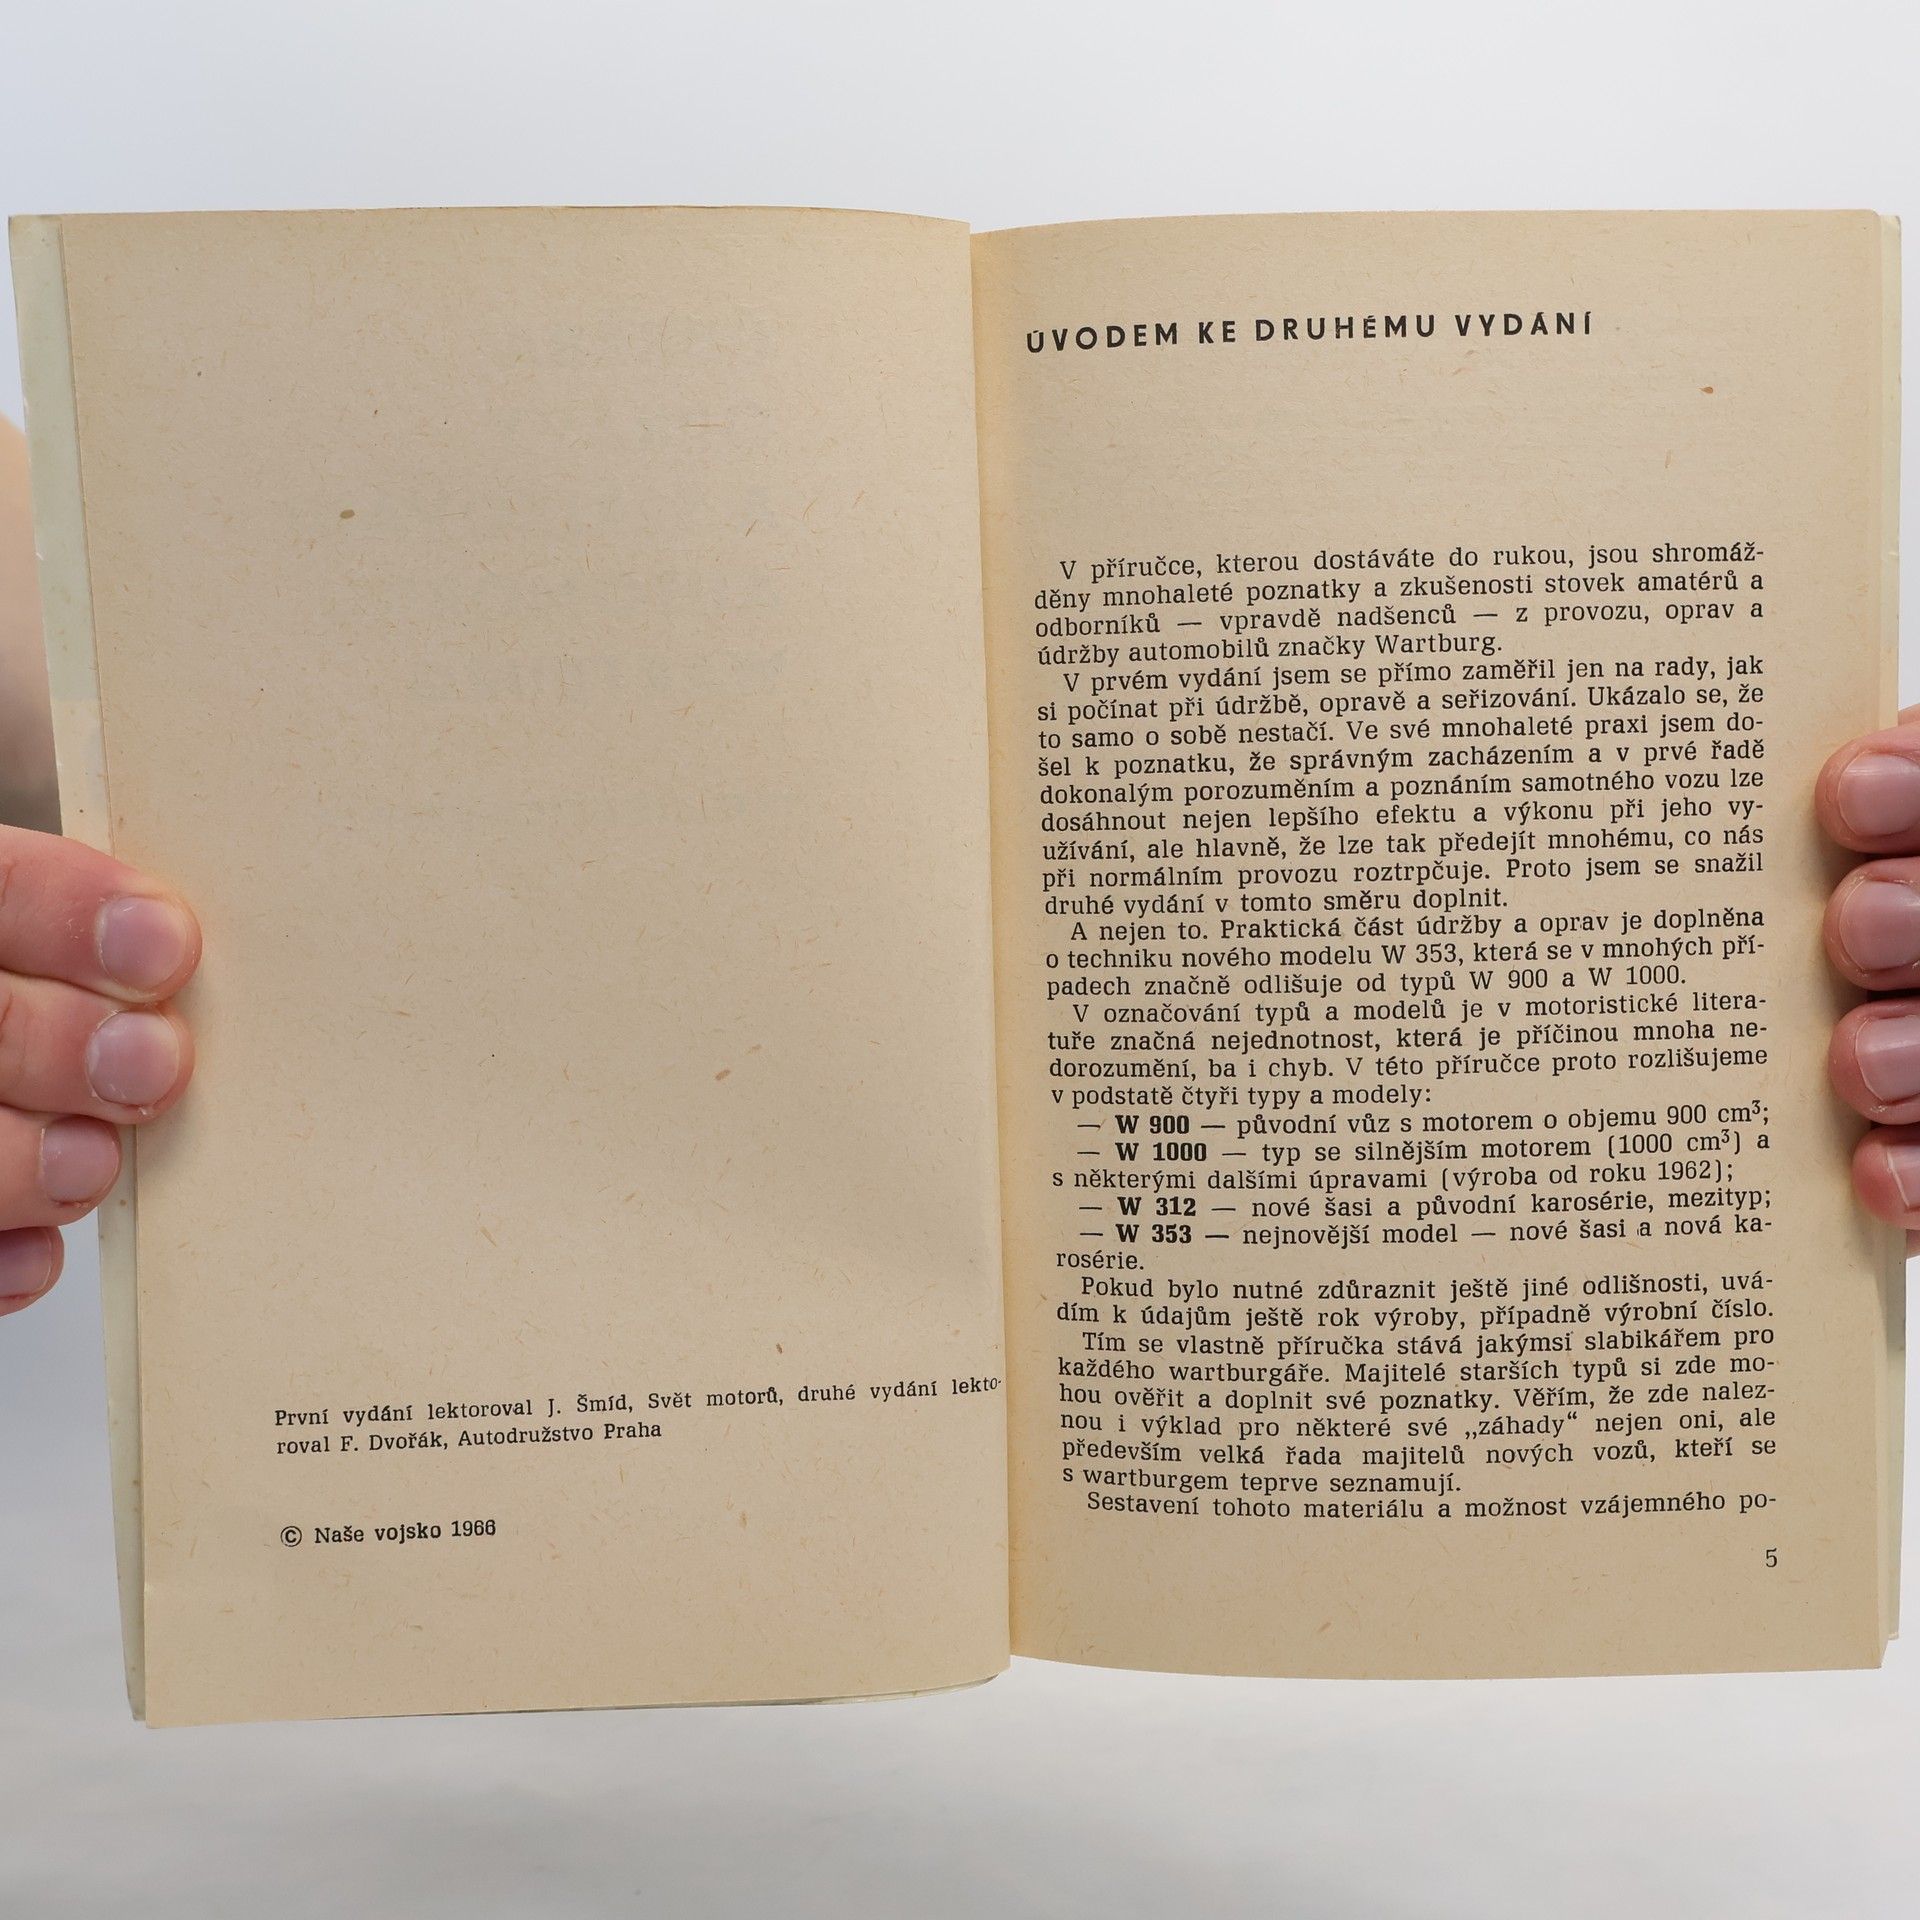 První vydání lektoroval J. Šmíd, Svět motorů, druhé vydání lekto-
roval F. Dvořák, Autodružstvo Praha
© Naše vojsko 1966
ÚVODEM KE DRUHÉMU VYDÁNÍ
V příručce, kterou dostáváte do rukou, jsou shromáž-
děny mnohaleté poznatky a zkušenosti stovek amatérů a
odborníků — vpravdě nadšenců — z provozu, oprav a
údržby automobilů značky Wartburg.
V prvém vydání jsem se přímo zaměřil jen na rady, jak
si počínat při údržbě, opravě a seřizování. Ukázalo se, že
to samo o sobě nestačí. Ve své mnohaleté praxi jsem do-
šel k poznatku, že správným zacházením a v prvé řadě
dokonalým porozuměním a poznáním samotného vozu lze
dosáhnout nejen lepšího efektu a výkonu při jeho vy-
užívání, ale hlavně, že lze tak předejít mnohému, co nás
při normálním provozu roztrpčuje. Proto jsem se snažil
druhé vydání v tomto směru doplnit.
A nejen to. Praktická část údržby a oprav je doplněna
o techniku nového modelu W 353, která se v mnohých pří-
padech značně odlišuje od typů W 900 a W 1000.
V označování typů a modelů je v motoristické litera-
tuře značná nejednotnost, která je příčinou mnoha ne-
dorozumění, ba i chyb. V této příručce proto rozlišujeme
v podstatě čtyři typy a modely:
— W 900 — původní vůz s motorem o objemu 900 cm³;
— W 1000 — typ se silnějším motorem (1000 cm³) a
s některými dalšími úpravami (výroba od roku 1962);
— W 312 — nové šasi a původní karosérie, mezityp;
— W 353 — nejnovější model — nové šasi a nová ka-
rosérie.
Pokud bylo nutné zdůraznit ještě jiné odlišnosti, uvá-
dím k údajům ještě rok výroby, případně výrobní číslo.
Tím se vlastně příručka stává jakýmsi slabikářem pro
každého wartburgáře. Majitelé starších typů si zde mo-
hou ověřit a doplnit své poznatky. Věřím, že zde nalez-
nou i výklad pro některé své „záhady“ nejen oni, ale
především velká řada majitelů nových vozů, kteří se
s wartburgem teprve seznamují.
Sestavení tohoto materiálu a možnost vzájemného po-
5